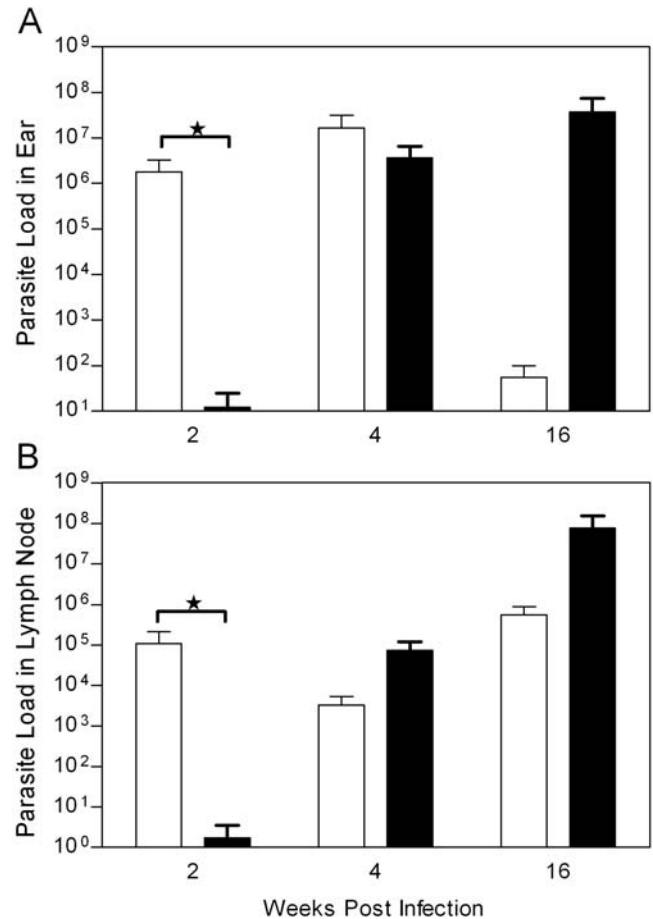 A
10⁹
10⁸
10⁷
10⁶
10⁵
10⁴
10³
10²
10¹
Parasite Load in Ear
2 4 16
B
10⁹
10⁸
10⁷
10⁶
10⁵
10⁴
10³
10²
10¹
10⁰
Parasite Load in Lymph Node
2 4 16
Weeks Post Infection